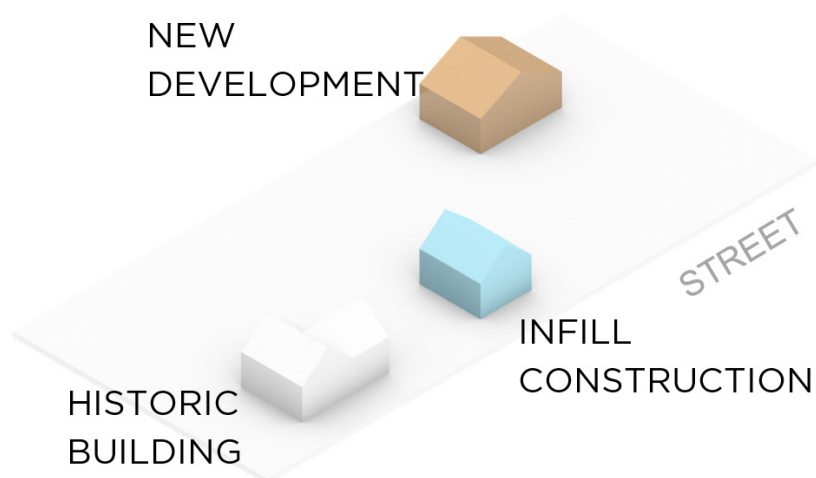 NEW
DEVELOPMENT
STREET
INFILL
CONSTRUCTION
HISTORIC
BUILDING